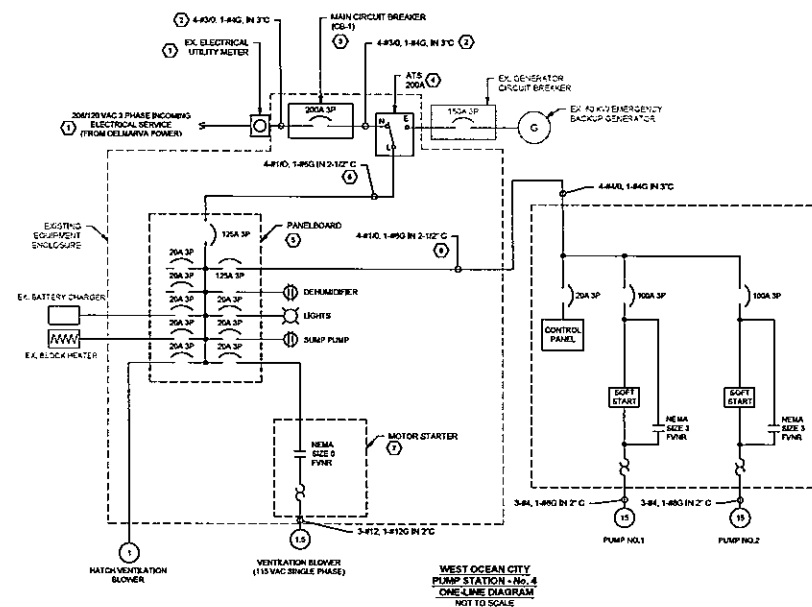 ② 4-#3/0, 1-#4G, IN 3"C
MAIN CIRCUIT BREAKER
(CB-1)
③
4-#3/0, 1-#4G, IN 3"C ②
① EX. ELECTRICAL
UTILITY METER
ATS
200A ④
EX. GENERATOR
CIRCUIT BREAKER
200A 3P
150A 3P
N
E
L
G
EX. 60 KW EMERGENCY
BACKUP GENERATOR
① 208/120 VAC 3 PHASE INCOMING
ELECTRICAL SERVICE
(FROM DELMARVA POWER)
4-#1/0, 1-#6G IN 2-1/2" C
⑥
4-#4/0, 1-#4G IN 3"C
EXISTING
EQUIPMENT
ENCLOSURE
125A 3P
PANELBOARD
⑤
4-#1/0, 1-#6G IN 2-1/2" C
20A 3P
20A 3P
125A 3P
DEHUMIDIFIER
20A 3P
20A 3P
EX. BATTERY CHARGER
LIGHTS
20A 3P
20A 3P
EX. BLOCK HEATER
SUMP PUMP
20A 3P
20A 3P
20A 3P
100A 3P
100A 3P
CONTROL
PANEL
SOFT
START
SOFT
START
NEMA
SIZE 3
FVNR
NEMA
SIZE 3
FVNR
NEMA
SIZE 0
FVNR
MOTOR STARTER
⑦
3-#12, 1-#12G IN 2"C
3-#4, 1-#8G IN 2" C
3-#4, 1-#8G IN 2" C
1
1.5
15
15
HATCH VENTILATION
BLOWER
VENTILATION BLOWER
(115 VAC SINGLE PHASE)
PUMP NO.1
PUMP NO.2
WEST OCEAN CITY
PUMP STATION - No. 4
ONE-LINE DIAGRAM
NOT TO SCALE